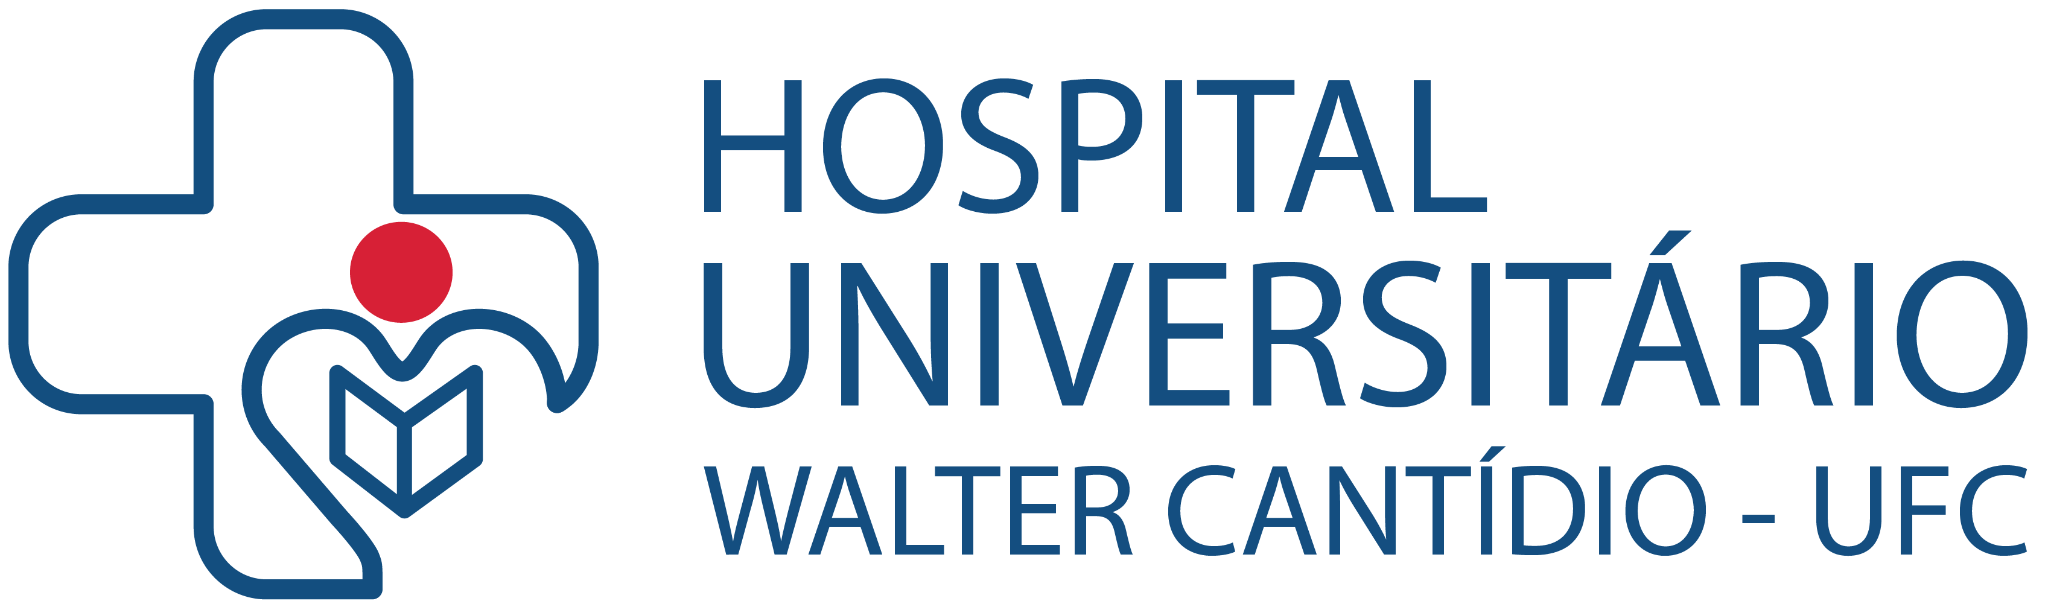 HOSPITAL
UNIVERSITÁRIO
WALTER CANTÍDIO - UFC